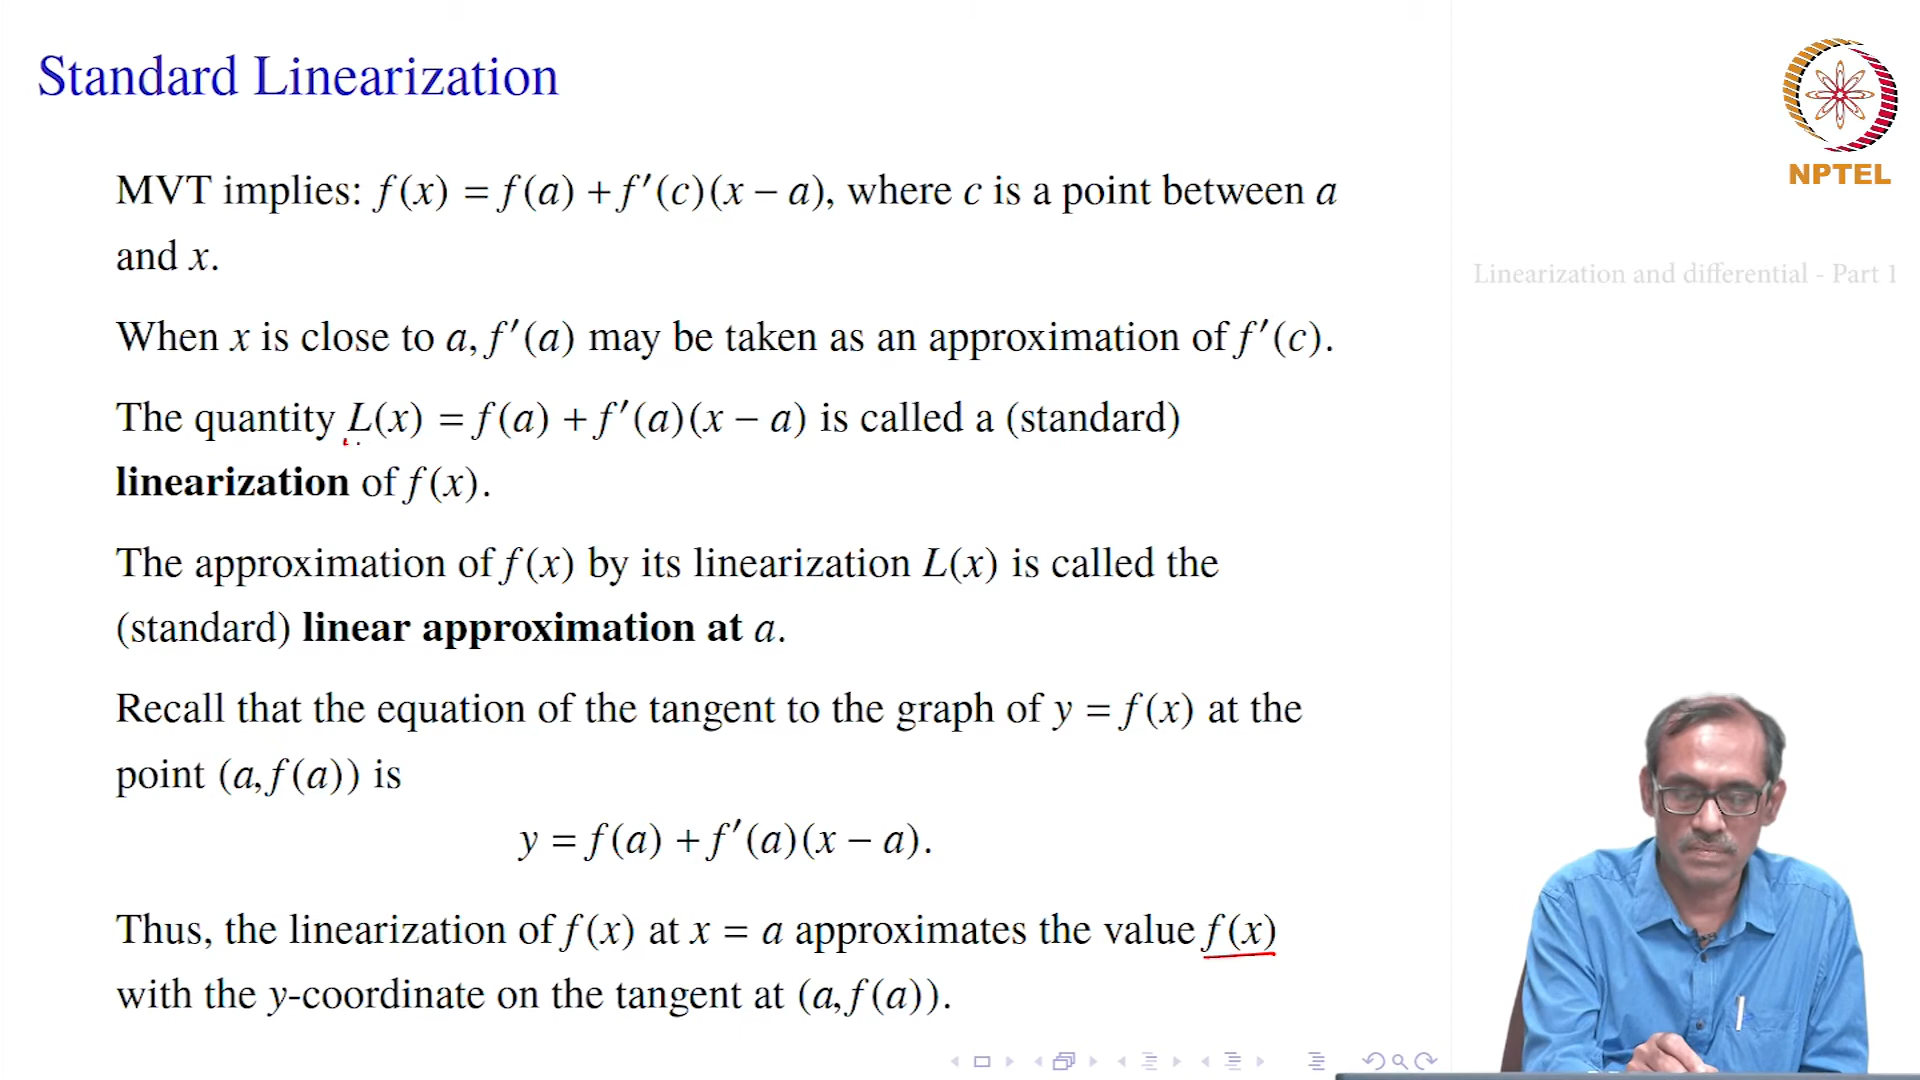 Standard Linearization
MVT implies: f(x) = f(a) + f′(c)(x − a), where c is a point between a
and x.
When x is close to a, f′(a) may be taken as an approximation of f′(c).
The quantity L(x) = f(a) + f′(a)(x − a) is called a (standard)
linearization of f(x).
The approximation of f(x) by its linearization L(x) is called the
(standard) linear approximation at a.
Recall that the equation of the tangent to the graph of y = f(x) at the
point (a, f(a)) is
y = f(a) + f′(a)(x − a).
Thus, the linearization of f(x) at x = a approximates the value f(x)
with the y-coordinate on the tangent at (a, f(a)).
NPTEL
Linearization and differential - Part 1